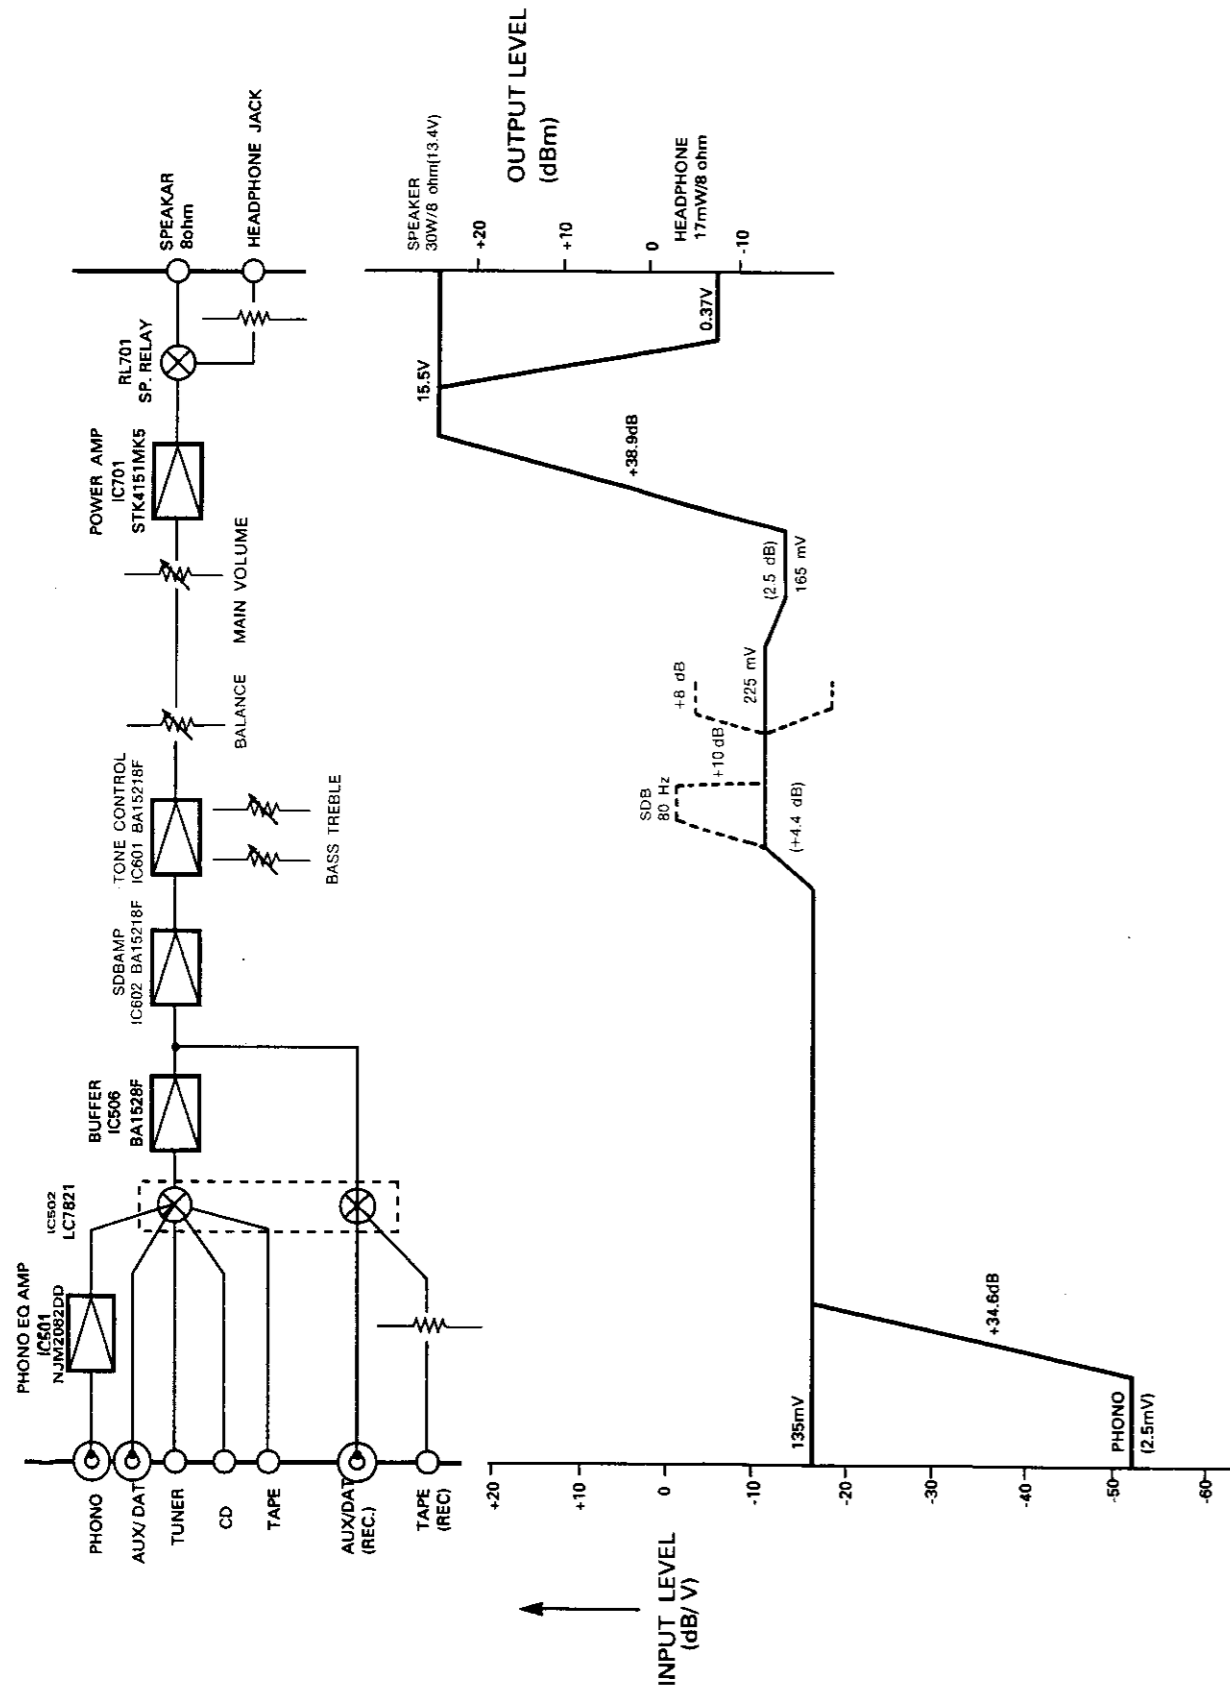 PHONO EQ AMP
IC501
NJM2082DD
IC502
LC7821
BUFFER
IC506
BA1528F
SDBAMP
IC602 BA15218F
TONE CONTROL
IC601 BA15218F
BASS TREBLE
BALANCE
MAIN VOLUME
POWER AMP
IC701
STK4151MK5
RL701
SP. RELAY
SPEAKAR
8ohm
HEADPHONE JACK
PHONO
AUX/ DAT
TUNER
CD
TAPE
AUX/DAT
(REC.)
TAPE
(REC)
INPUT LEVEL
(dB/ V)
+20
+10
0
-10
-20
-30
-40
-50
-60
135mV
PHONO
(2.5mV)
+34.6dB
(+4.4 dB)
SDB
80 Hz
+10 dB
+8 dB
225 mV
(2.5 dB)
165 mV
+38.9dB
15.5V
0.37V
SPEAKER
30W/8 ohm(13.4V)
+20
+10
0
-10
HEADPHONE
17mW/8 ohm
OUTPUT LEVEL
(dBm)